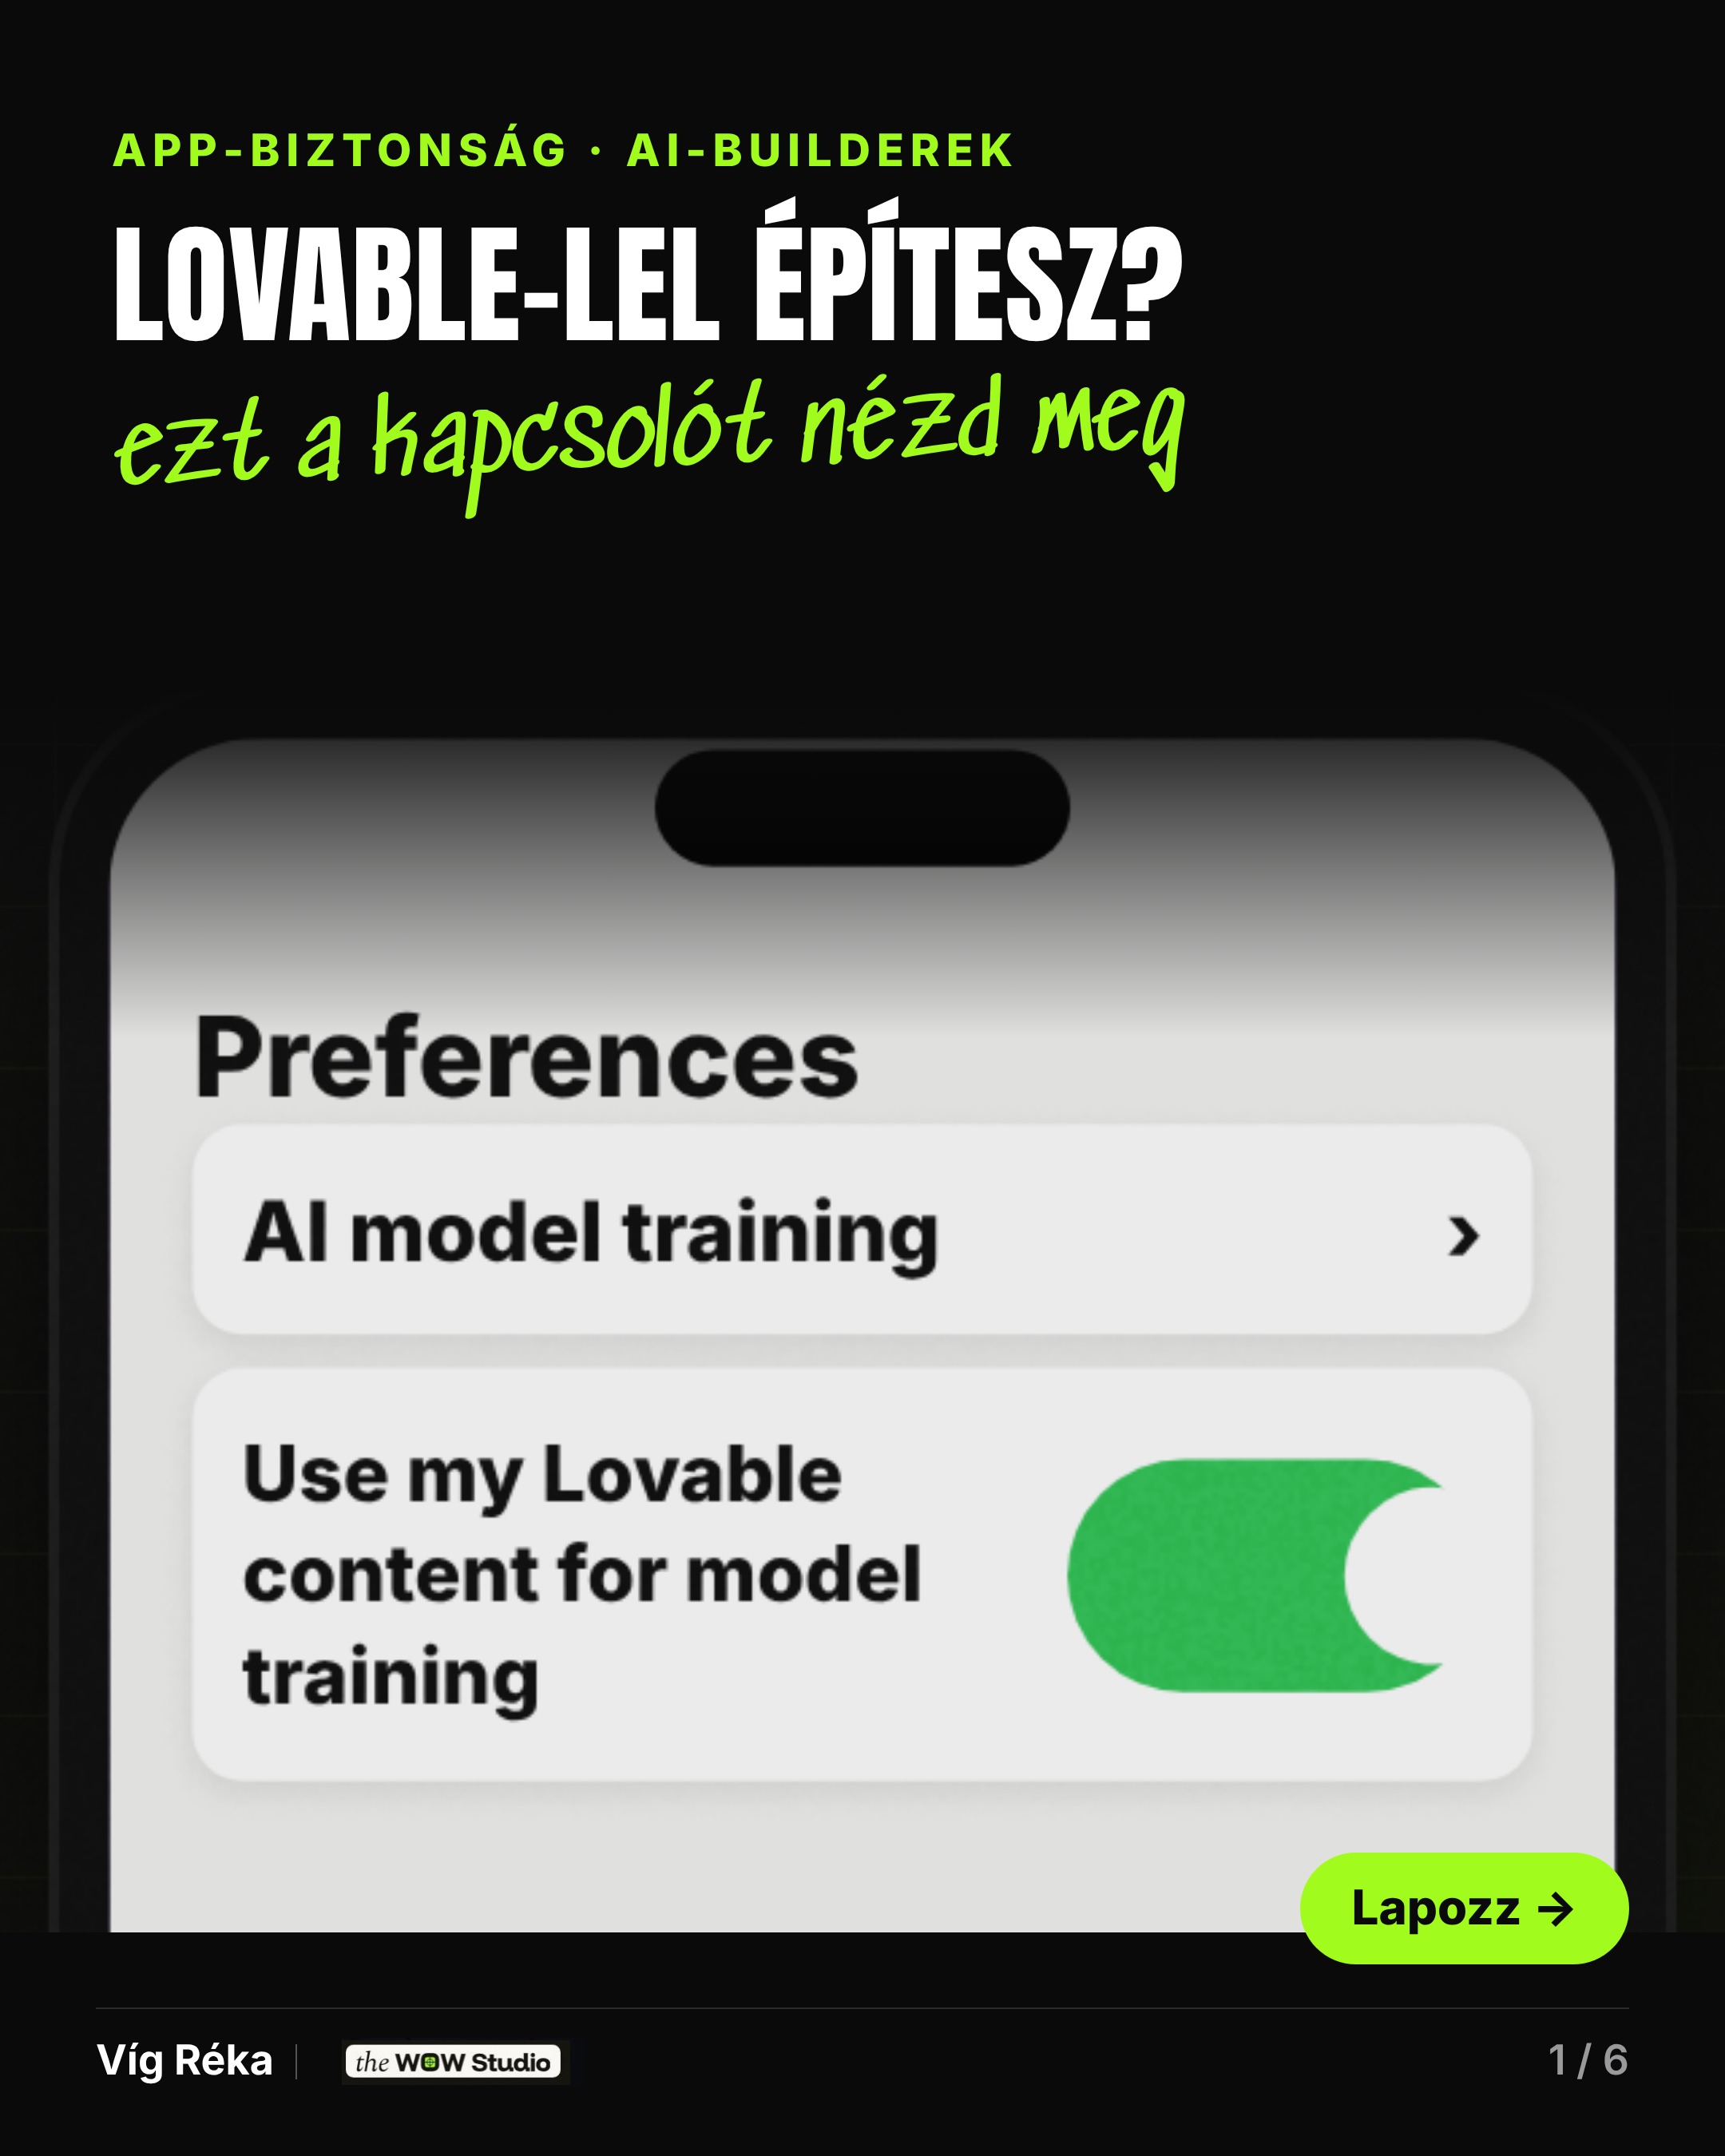 APP-BIZTONSÁG · AI-BUILDEREK
LOVABLE-LEL ÉPÍTESZ?
ezt a kapcsolót nézd meg
Preferences
AI model training ›
Use my Lovable
content for model
training
Lapozz →
Víg Réka | the WOW Studio
1 / 6